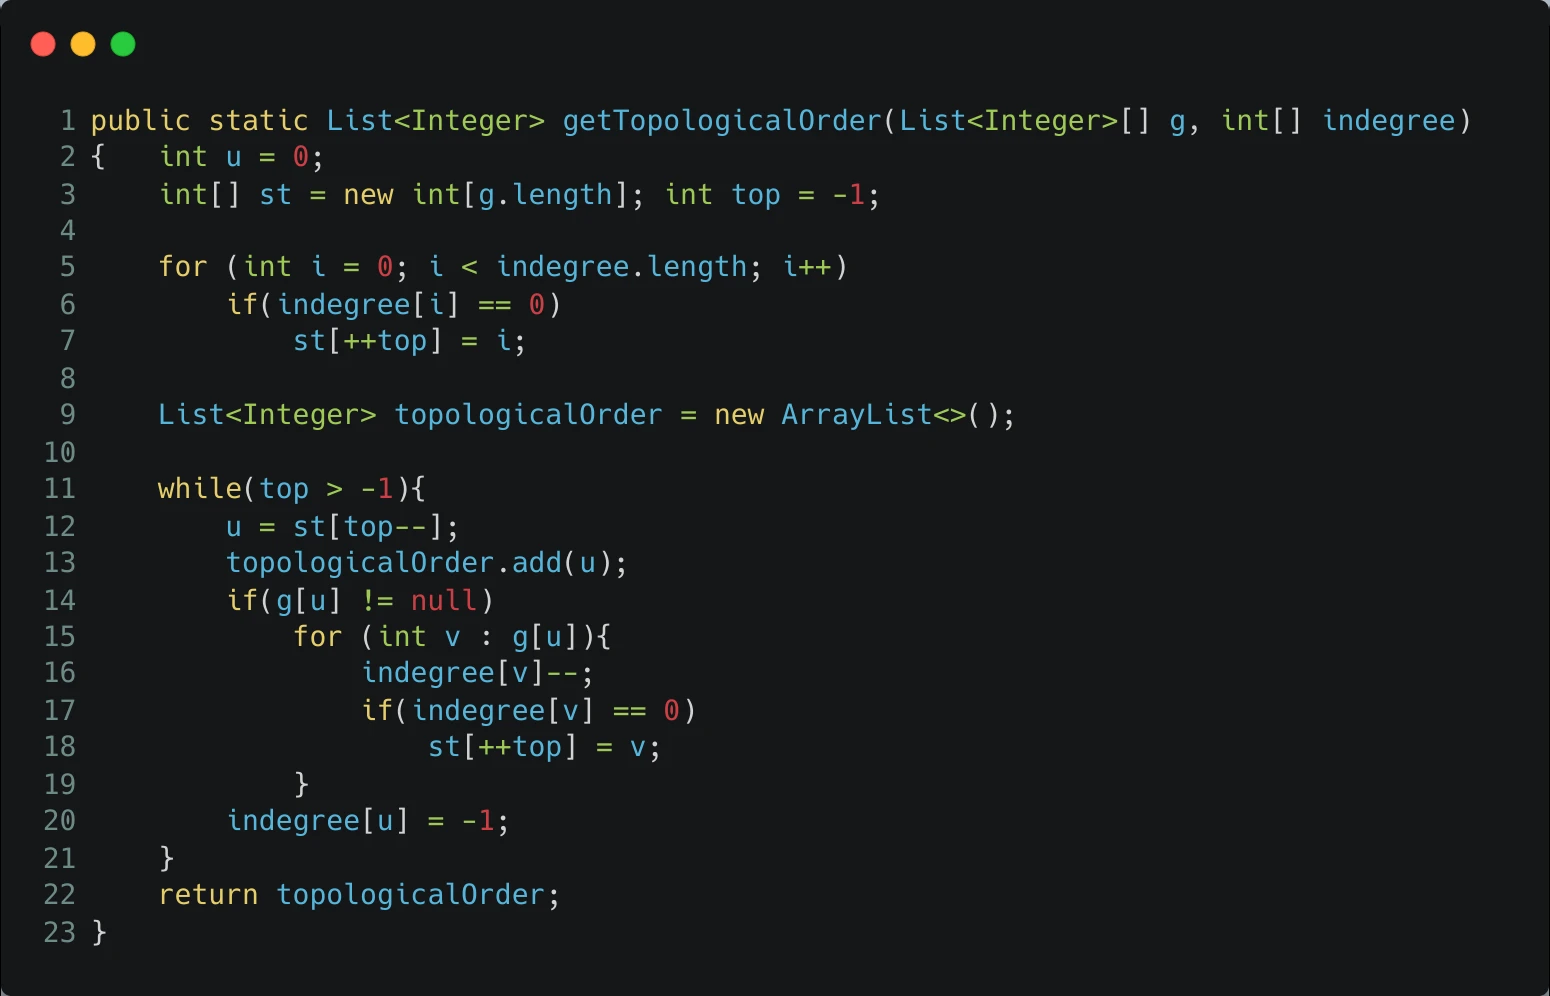 1 public static List<Integer> getTopologicalOrder(List<Integer>[] g, int[] indegree)
2 {   int u = 0;
3     int[] st = new int[g.length]; int top = -1;
4
5     for (int i = 0; i < indegree.length; i++)
6         if(indegree[i] == 0)
7             st[++top] = i;
8
9     List<Integer> topologicalOrder = new ArrayList<>();
10
11     while(top > -1){
12         u = st[top--];
13         topologicalOrder.add(u);
14         if(g[u] != null)
15             for (int v : g[u]){
16                 indegree[v]--;
17                 if(indegree[v] == 0)
18                     st[++top] = v;
19             }
20         indegree[u] = -1;
21     }
22     return topologicalOrder;
23 }